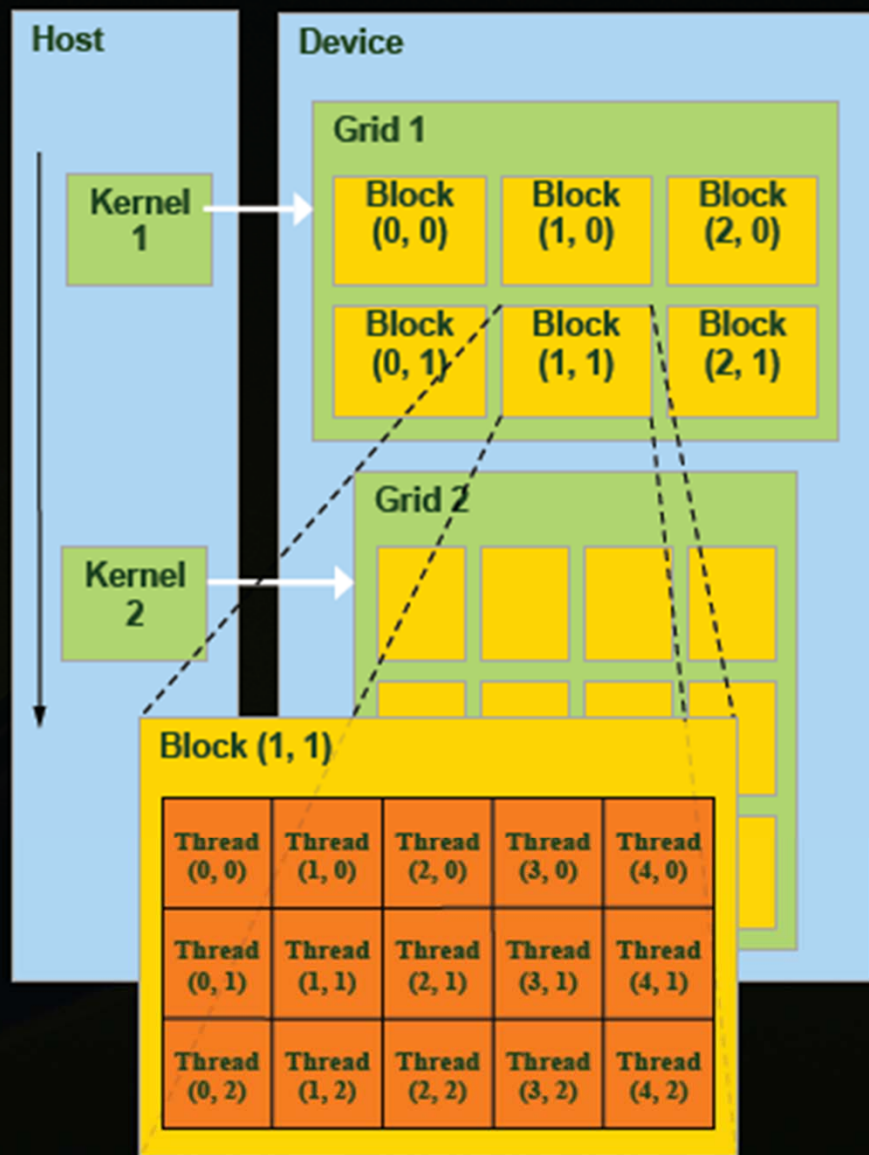 Host
Device
Grid 1
Kernel
1
Block
(0, 0)
Block
(1, 0)
Block
(2, 0)
Block
(0, 1)
Block
(1, 1)
Block
(2, 1)
Grid 2
Kernel
2
Block (1, 1)
Thread
(0, 0)
Thread
(1, 0)
Thread
(2, 0)
Thread
(3, 0)
Thread
(4, 0)
Thread
(0, 1)
Thread
(1, 1)
Thread
(2, 1)
Thread
(3, 1)
Thread
(4, 1)
Thread
(0, 2)
Thread
(1, 2)
Thread
(2, 2)
Thread
(3, 2)
Thread
(4, 2)